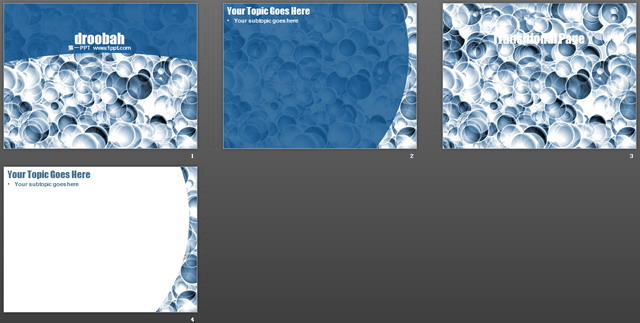 droobah
第一PPT www.1ppt.com
1
Your Topic Goes Here
• Your subtopic goes here
2
Transitional Page
3
Your Topic Goes Here
• Your subtopic goes here
4